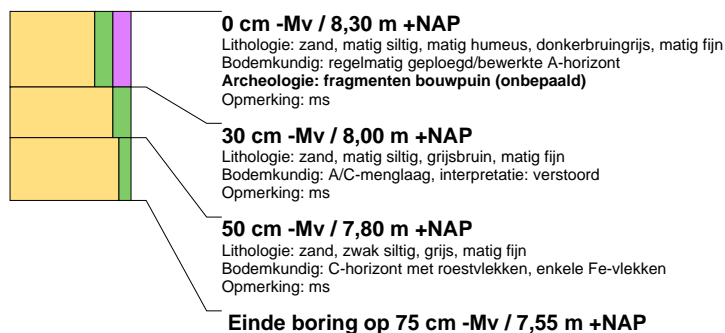 0 cm -Mv / 8,30 m +NAP
Lithologie: zand, matig siltig, matig humeus, donkerbruingrijs, matig fijn
Bodemkundig: regelmatig geploegd/bewerkte A-horizont
Archeologie: fragmenten bouwpuin (onbepaald)
Opmerking: ms
30 cm -Mv / 8,00 m +NAP
Lithologie: zand, matig siltig, grijsbruin, matig fijn
Bodemkundig: A/C-menglaag, interpretatie: verstoord
Opmerking: ms
50 cm -Mv / 7,80 m +NAP
Lithologie: zand, zwak siltig, grijs, matig fijn
Bodemkundig: C-horizont met roestvlekken, enkele Fe-vlekken
Opmerking: ms
Einde boring op 75 cm -Mv / 7,55 m +NAP